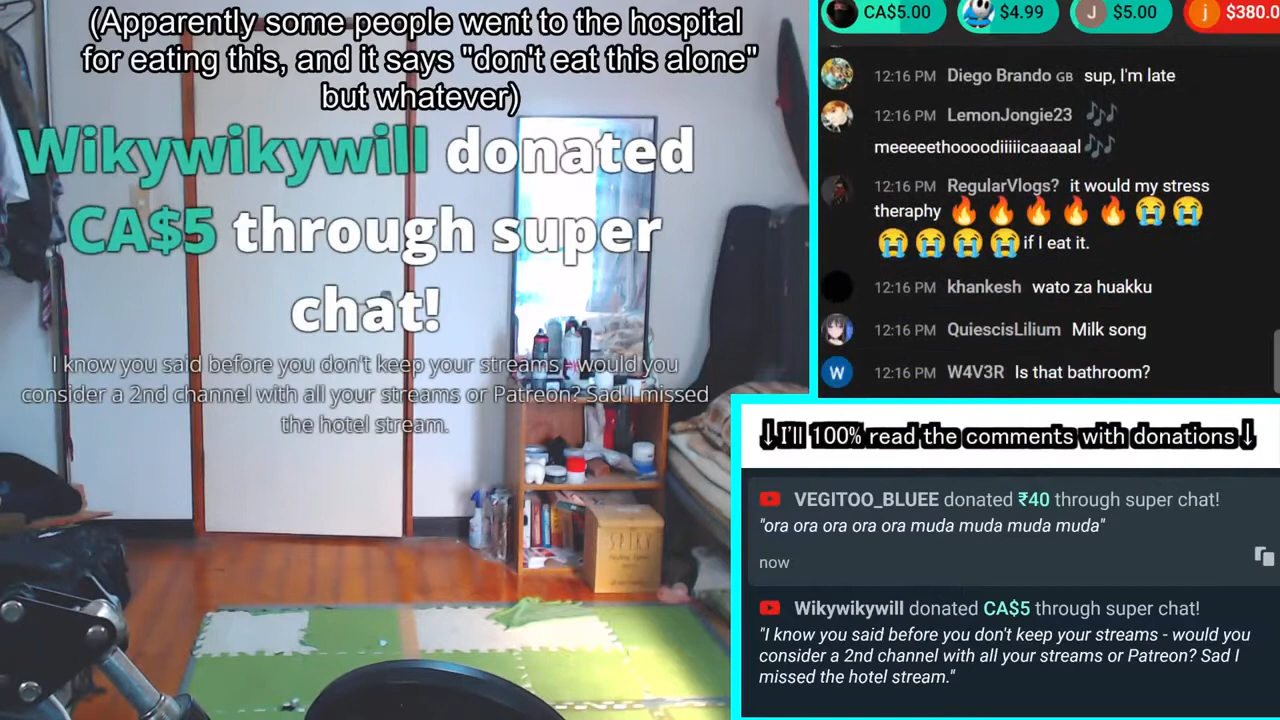 (Apparently some people went to the hospital
for eating this, and it says "don't eat this alone"
but whatever)
Wikywikywill donated
CA$5 through super
chat!
I know you said before you don't keep your streams - would you
consider a 2nd channel with all your streams or Patreon? Sad I missed
the hotel stream.
CA$5.00
$4.99
J $5.00
j $380.0
12:16 PM Diego Brando GB sup, I'm late
12:16 PM LemonJongie23 🎶
meeeeethoooodiiiiicaaaaal🎶
12:16 PM RegularVlogs? it would my stress
theraphy 🔥🔥🔥🔥🔥😭😭
😭😭😭😭if I eat it.
12:16 PM khankesh wato za huakku
12:16 PM QuiescisLilium Milk song
W 12:16 PM W4V3R Is that bathroom?
↓I'll 100% read the comments with donations↓
VEGITOO_BLUEE donated ₹40 through super chat!
"ora ora ora ora ora muda muda muda muda"
now
Wikywikywill donated CA$5 through super chat!
"I know you said before you don't keep your streams - would you
consider a 2nd channel with all your streams or Patreon? Sad I
missed the hotel stream."